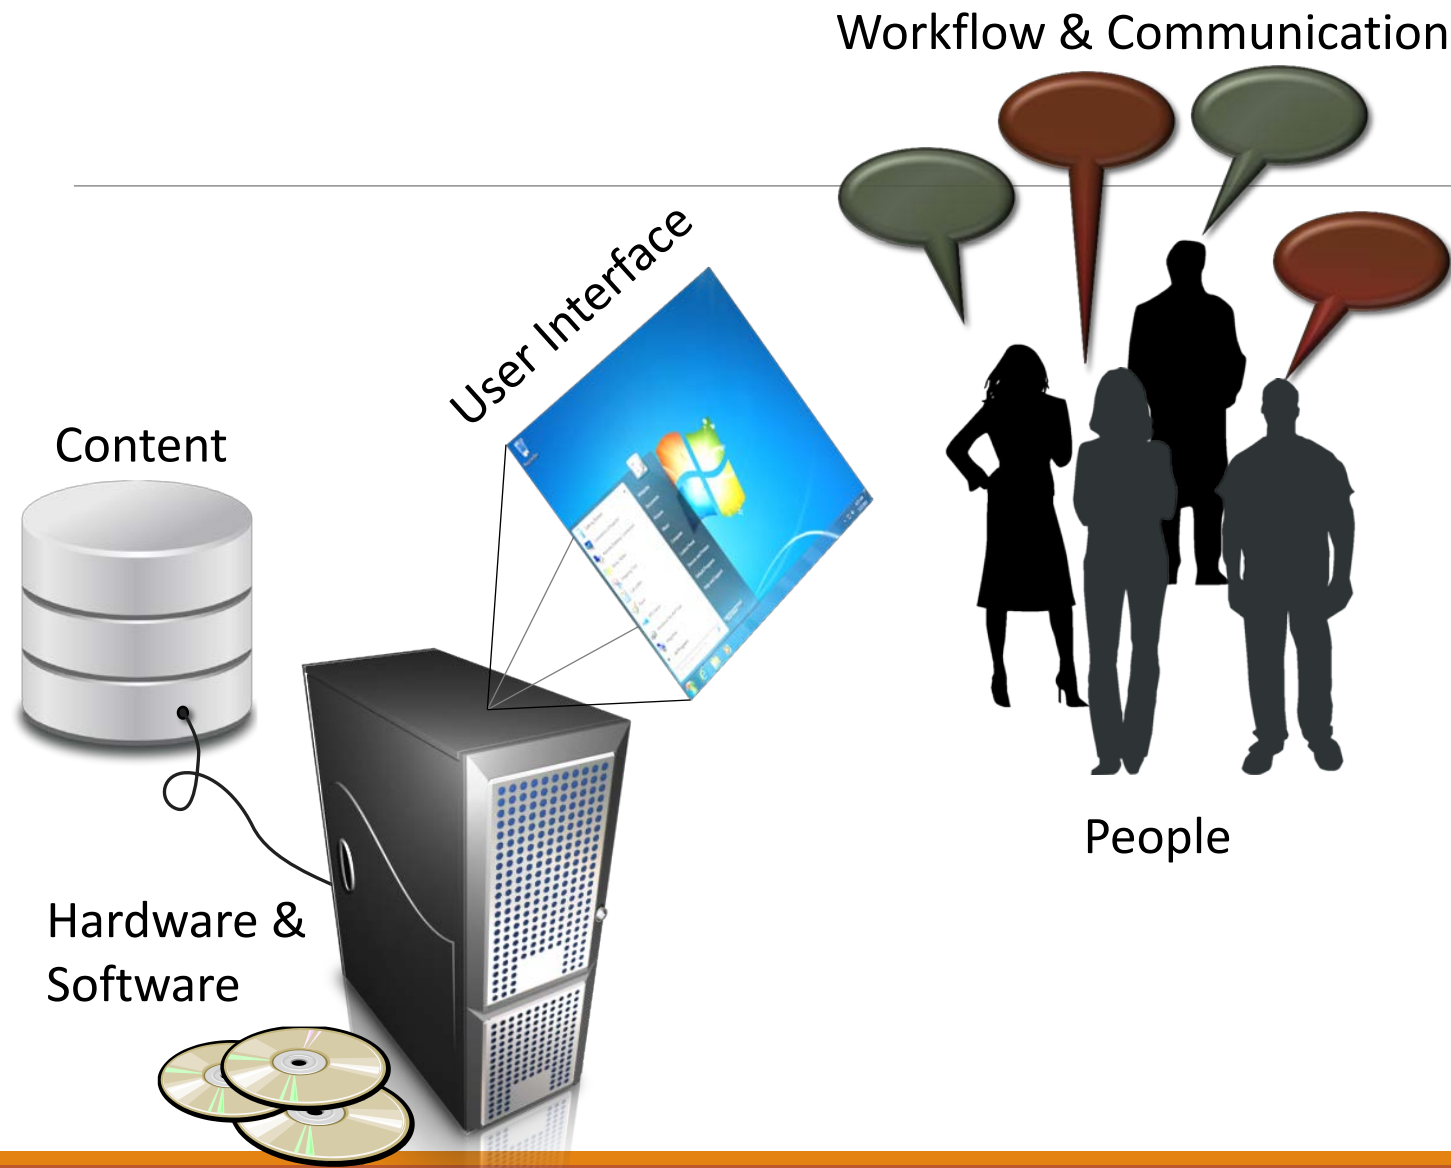 Workflow & Communication
User Interface
Content
People
Hardware &
Software